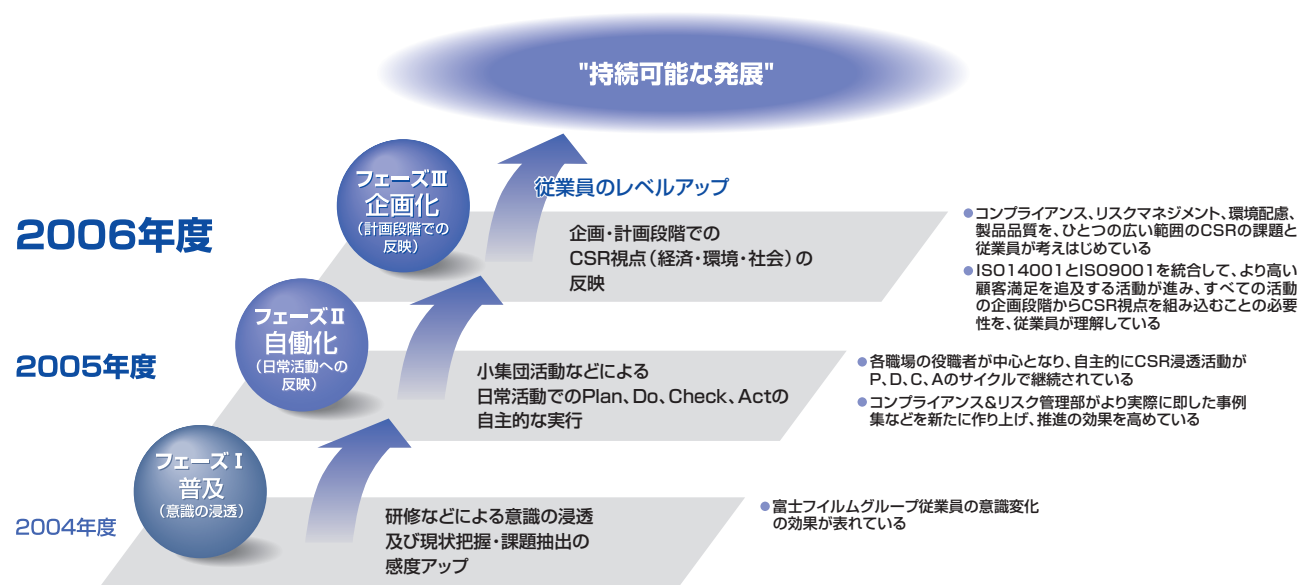 "持続可能な発展"
従業員のレベルアップ
2006年度
フェーズⅢ
企画化
（計画段階での
反映）
企画・計画段階での
CSR視点（経済・環境・社会）の
反映
●コンプライアンス、リスクマネジメント、環境配慮、
製品品質を、ひとつの広い範囲のCSRの課題と
従業員が考えはじめている
●ISO14001とISO9001を統合して、より高い
顧客満足を追及する活動が進み、すべての活動
の企画段階からCSR視点を組み込むことの必要
性を、従業員が理解している
2005年度
フェーズⅡ
自働化
（日常活動への
反映）
小集団活動などによる
日常活動でのPlan、Do、Check、Actの
自主的な実行
●各職場の役職者が中心となり、自主的にCSR浸透活動が
P、D、C、Aのサイクルで継続されている
●コンプライアンス&リスク管理部がより実際に即した事例
集などを新たに作り上げ、推進の効果を高めている
2004年度
フェーズⅠ
普及
（意識の浸透）
研修などによる意識の浸透
及び現状把握・課題抽出の
感度アップ
●富士フイルムグループ従業員の意識変化
の効果が表れている